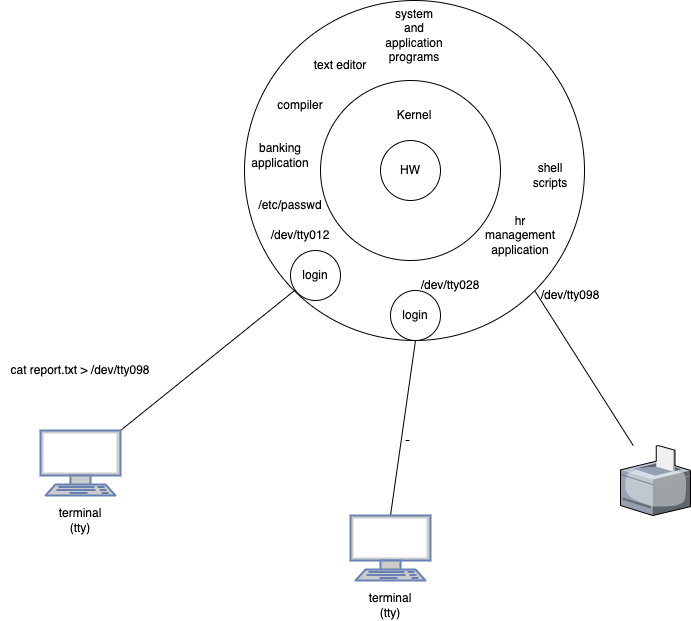 system
and
application
programs
text editor
compiler
Kernel
banking
application
HW
shell
scripts
/etc/passwd
hr
management
application
/dev/tty012
login
/dev/tty028
/dev/tty098
login
cat report.txt > /dev/tty098
-
terminal
(tty)
terminal
(tty)